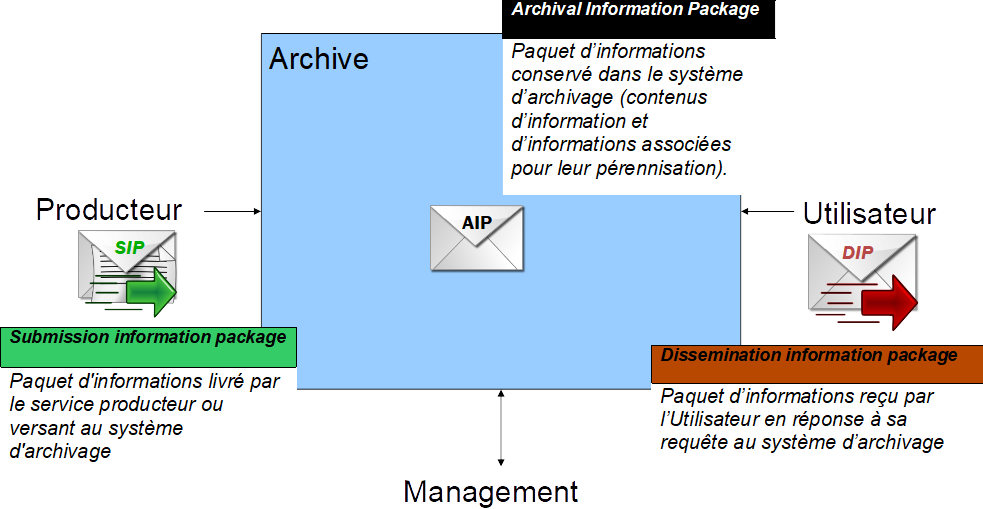 Archival Information Package
Archive
Paquet d’informations
conservé dans le système
d’archivage (contenus
d’information et
d’informations associées
pour leur pérennisation).
Producteur
SIP
AIP
Utilisateur
DIP
Submission information package
Paquet d'informations livré par
le service producteur ou
versant au système
d'archivage
Dissemination information package
Paquet d’informations reçu par
l’Utilisateur en réponse à sa
requête au système d’archivage
Management